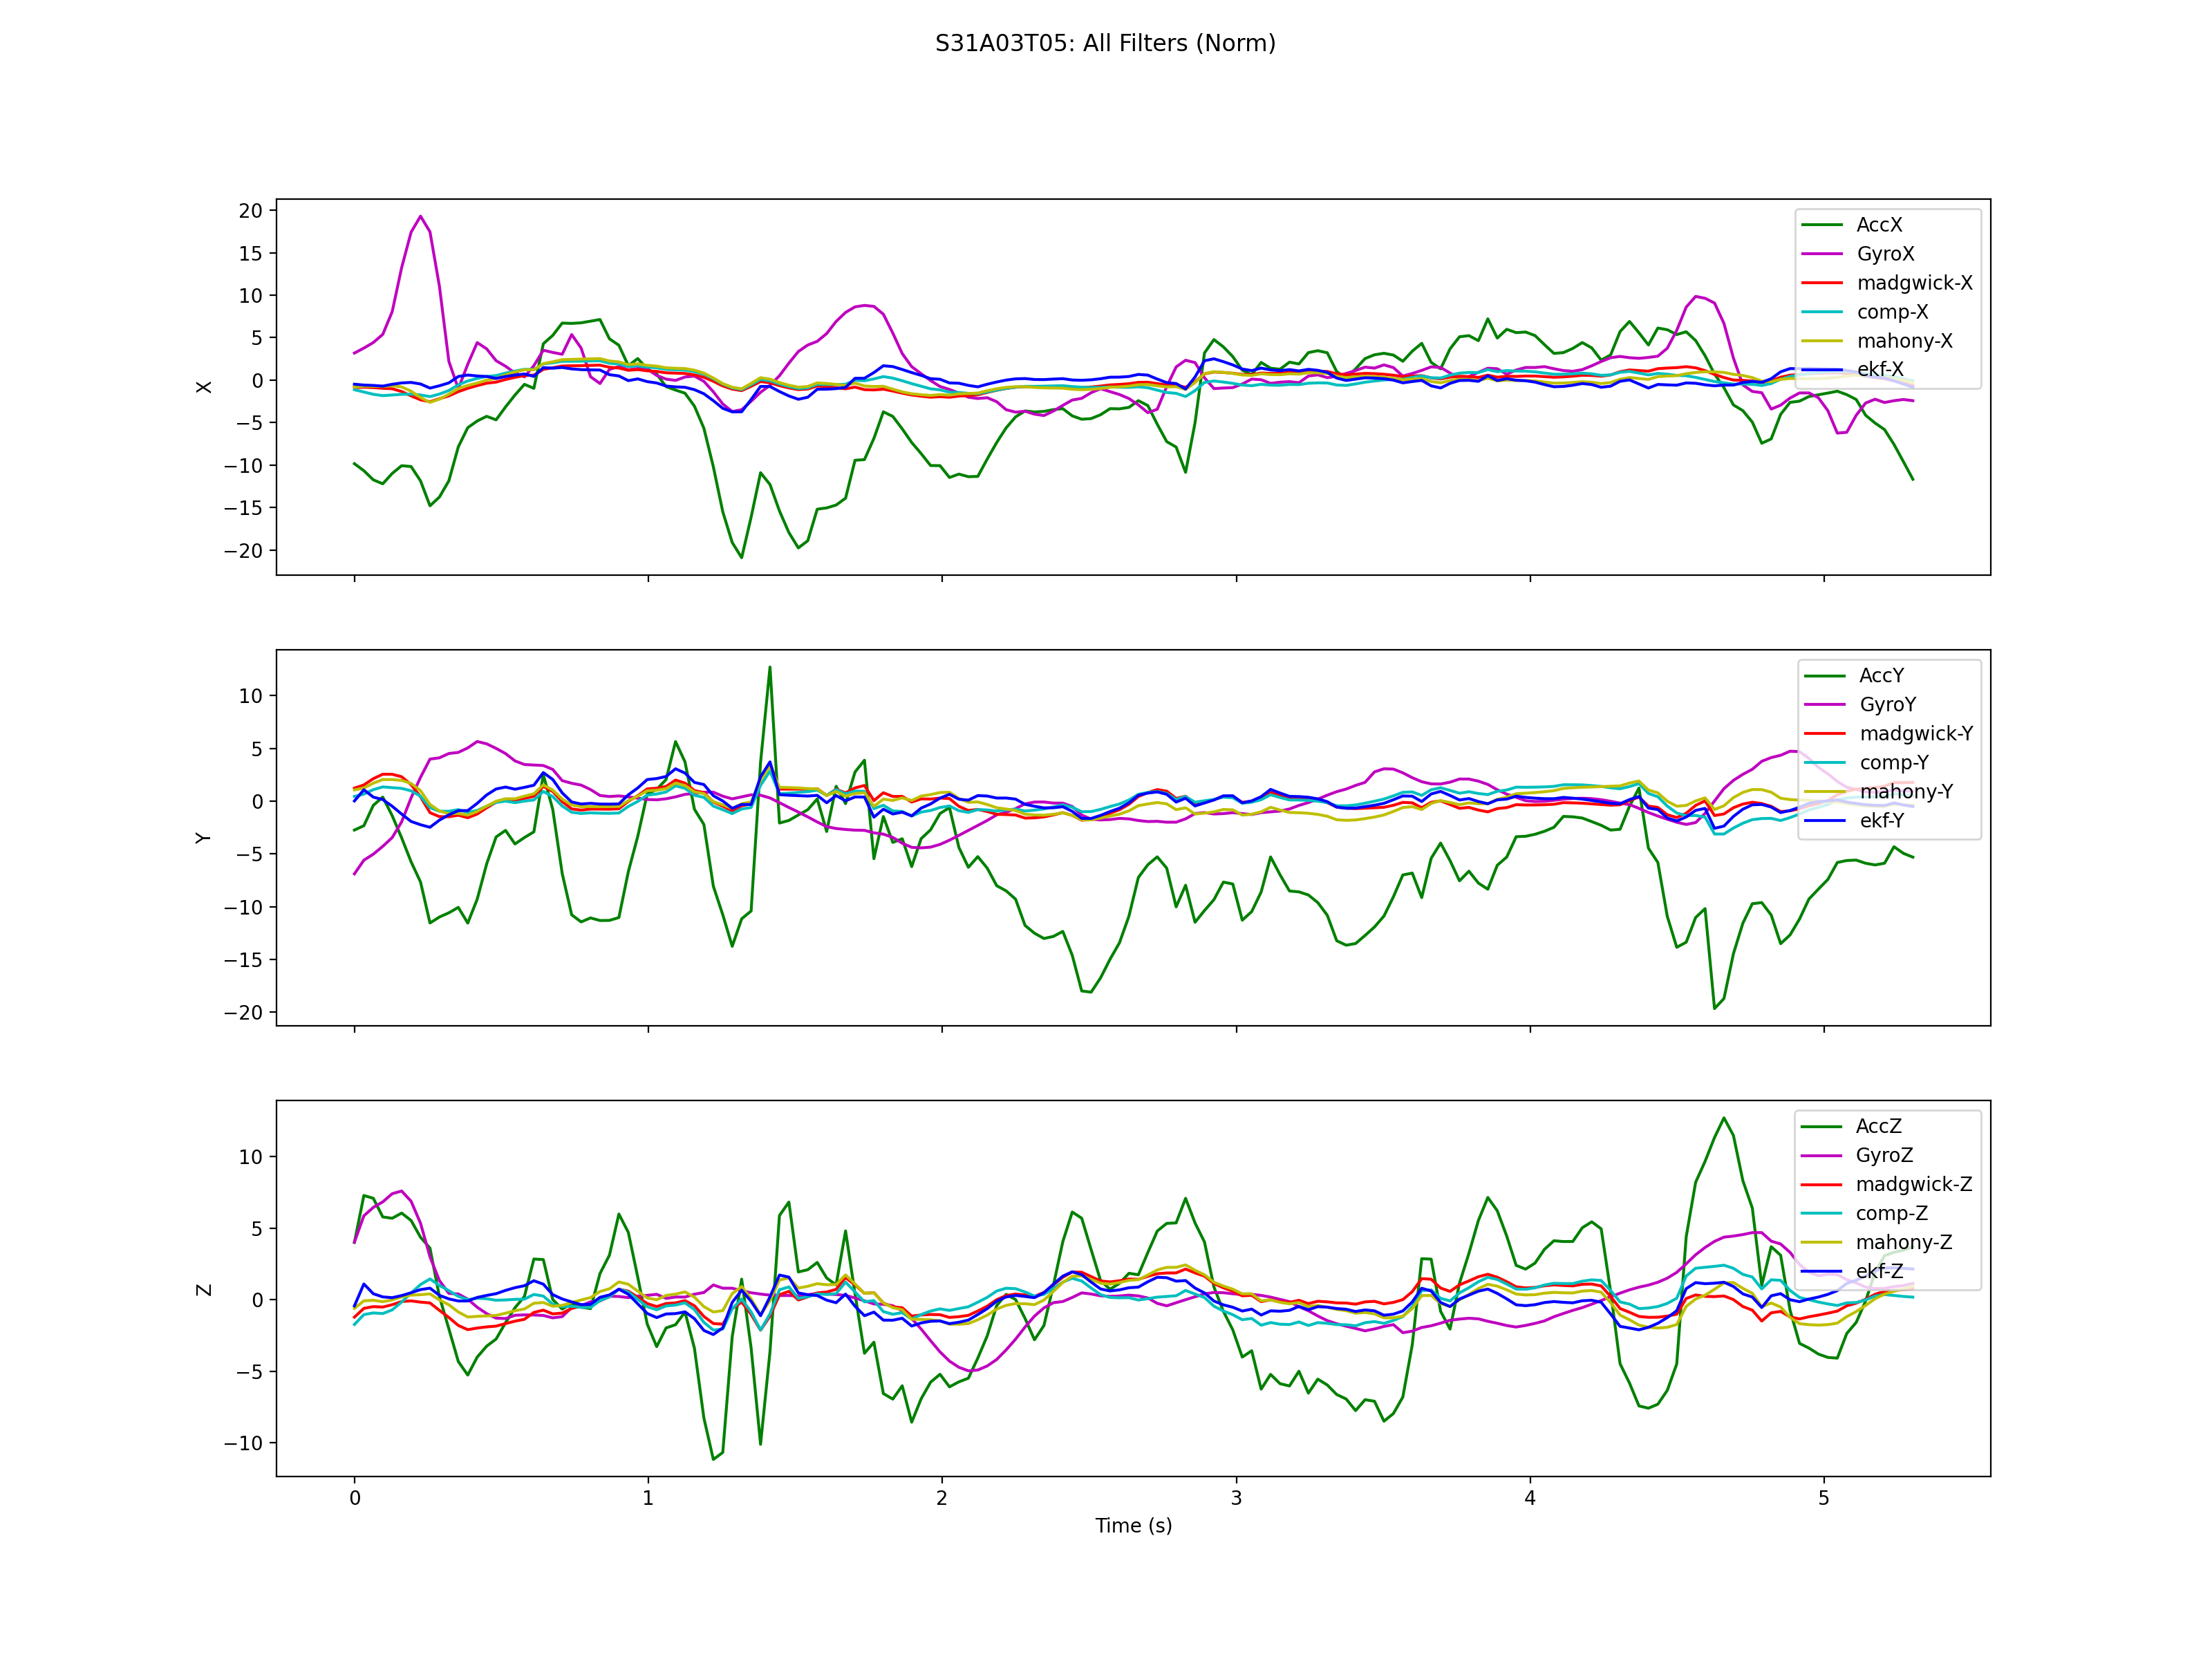 S31A03T05: All Filters (Norm)
20
15
10
5
0
−5
−10
−15
−20
X
AccX
GyroX
madgwick-X
comp-X
mahony-X
ekf-X
10
5
0
−5
−10
−15
−20
Y
AccY
GyroY
madgwick-Y
comp-Y
mahony-Y
ekf-Y
10
5
0
−5
−10
Z
AccZ
GyroZ
madgwick-Z
comp-Z
mahony-Z
ekf-Z
0 1 2 3 4 5
Time (s)